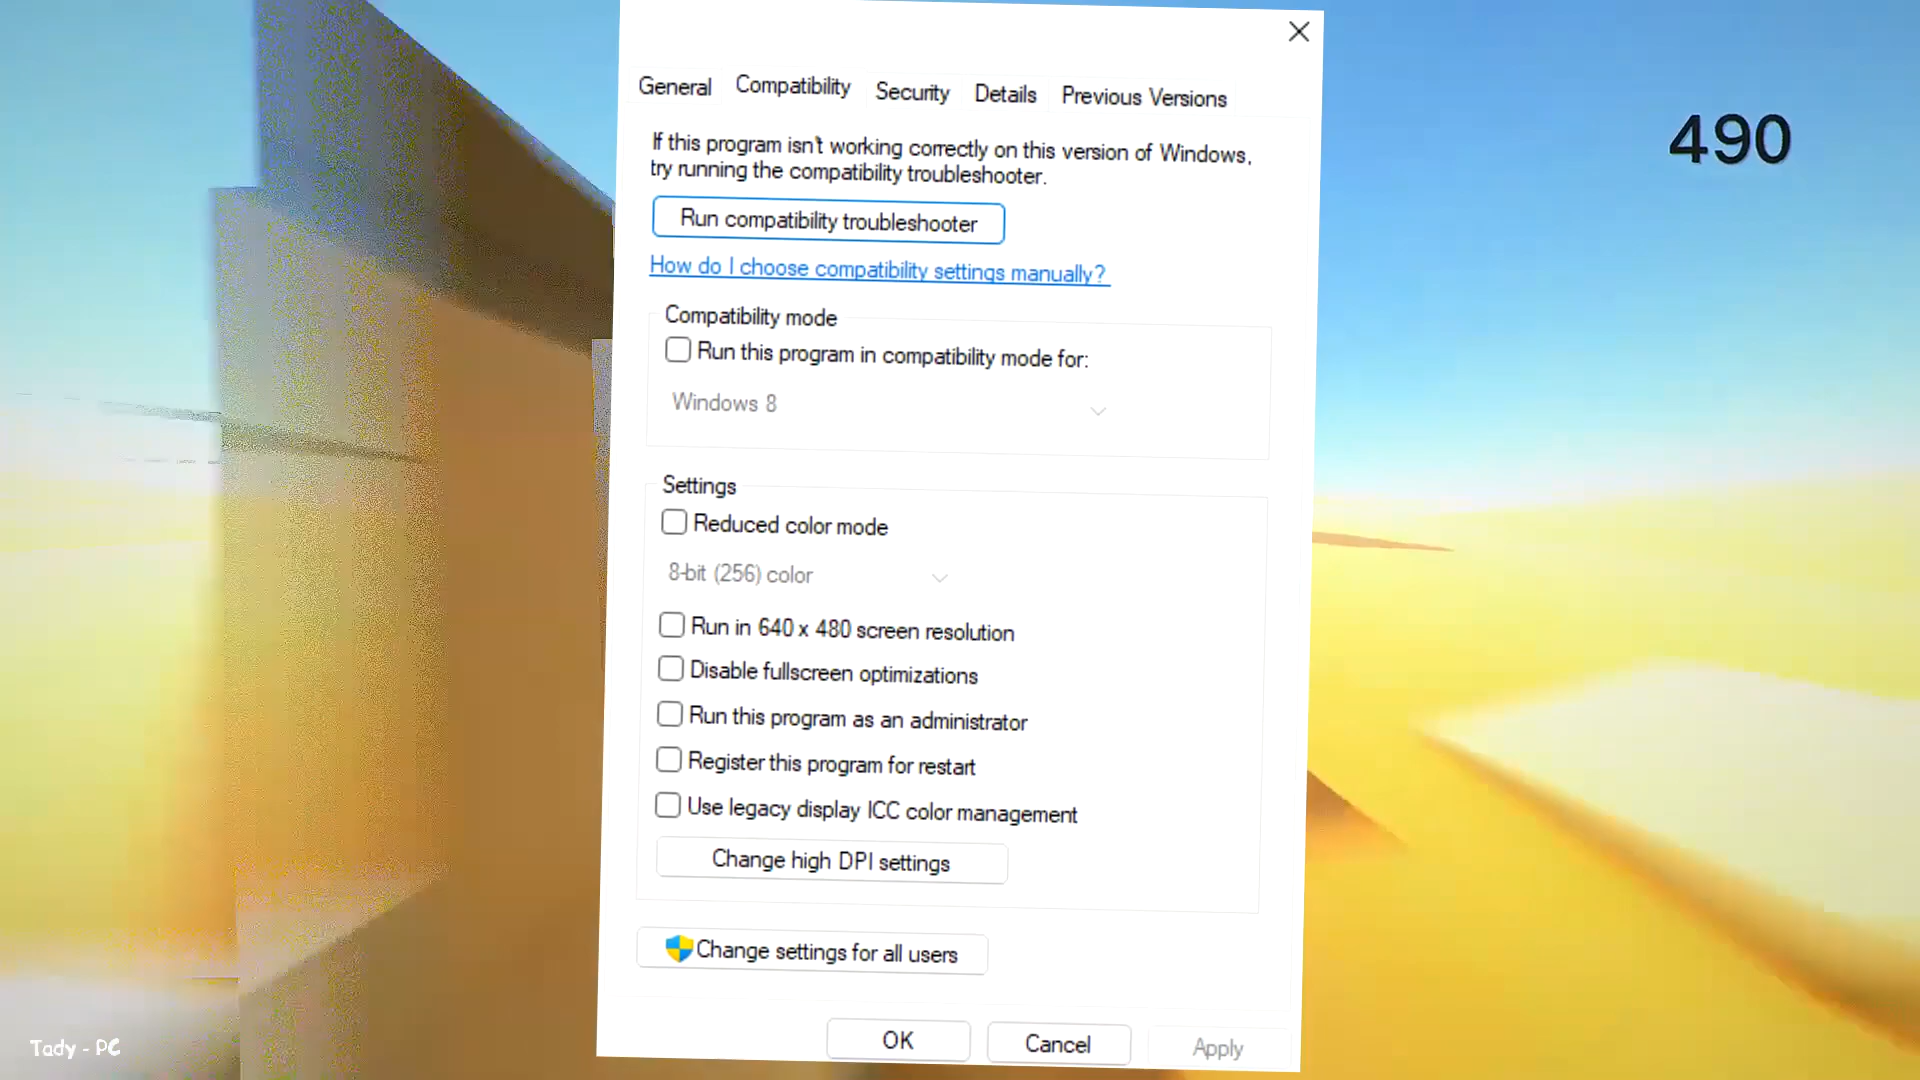 General Compatibility Security Details Previous Versions
490
If this program isn't working correctly on this version of Windows,
try running the compatibility troubleshooter.
Run compatibility troubleshooter
How do I choose compatibility settings manually?
Compatibility mode
Run this program in compatibility mode for:
Windows 8
Settings
Reduced color mode
8-bit (256) color
Run in 640 x 480 screen resolution
Disable fullscreen optimizations
Run this program as an administrator
Register this program for restart
Use legacy display ICC color management
Change high DPI settings
Change settings for all users
OK Cancel Apply
Tady - PC